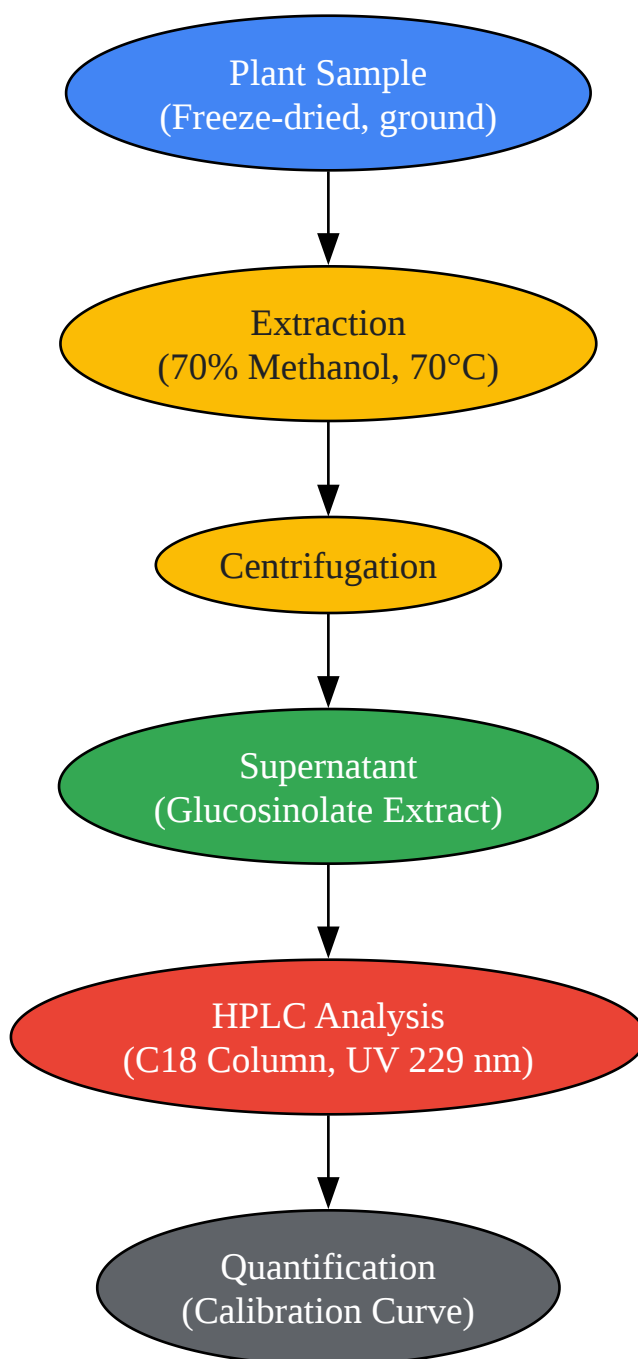 Plant Sample
(Freeze-dried, ground)
Extraction
(70% Methanol, 70°C)
Centrifugation
Supernatant
(Glucosinolate Extract)
HPLC Analysis
(C18 Column, UV 229 nm)
Quantification
(Calibration Curve)